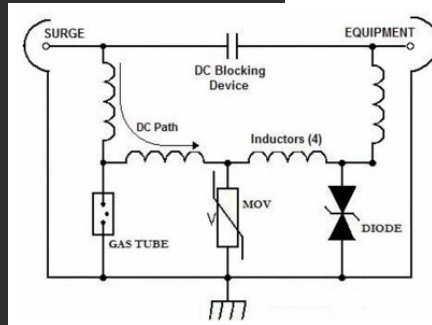 SURGE
EQUIPMENT
DC Blocking
Device
DC Path
Inductors (4)
V
MOV
GAS TUBE
DIODE